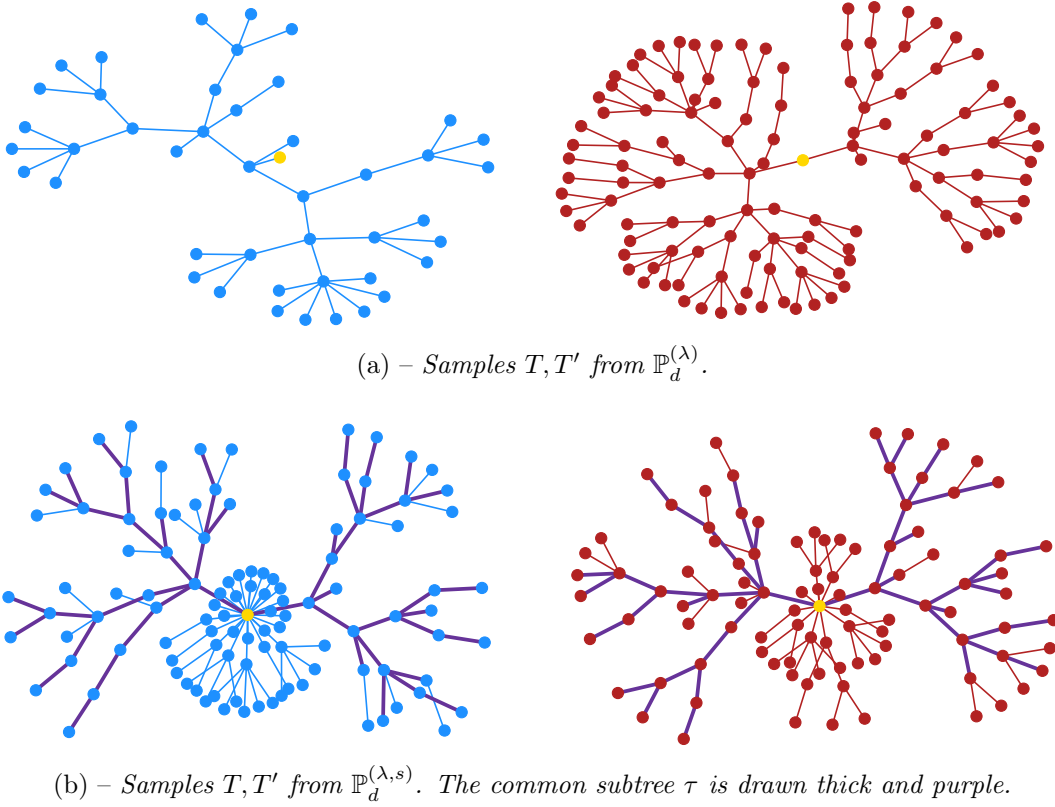 (a) – Samples T, T′ from ℙ_d^{(λ)}.
(b) – Samples T, T′ from ℙ_d^{(λ,s)}. The common subtree τ is drawn thick and purple.